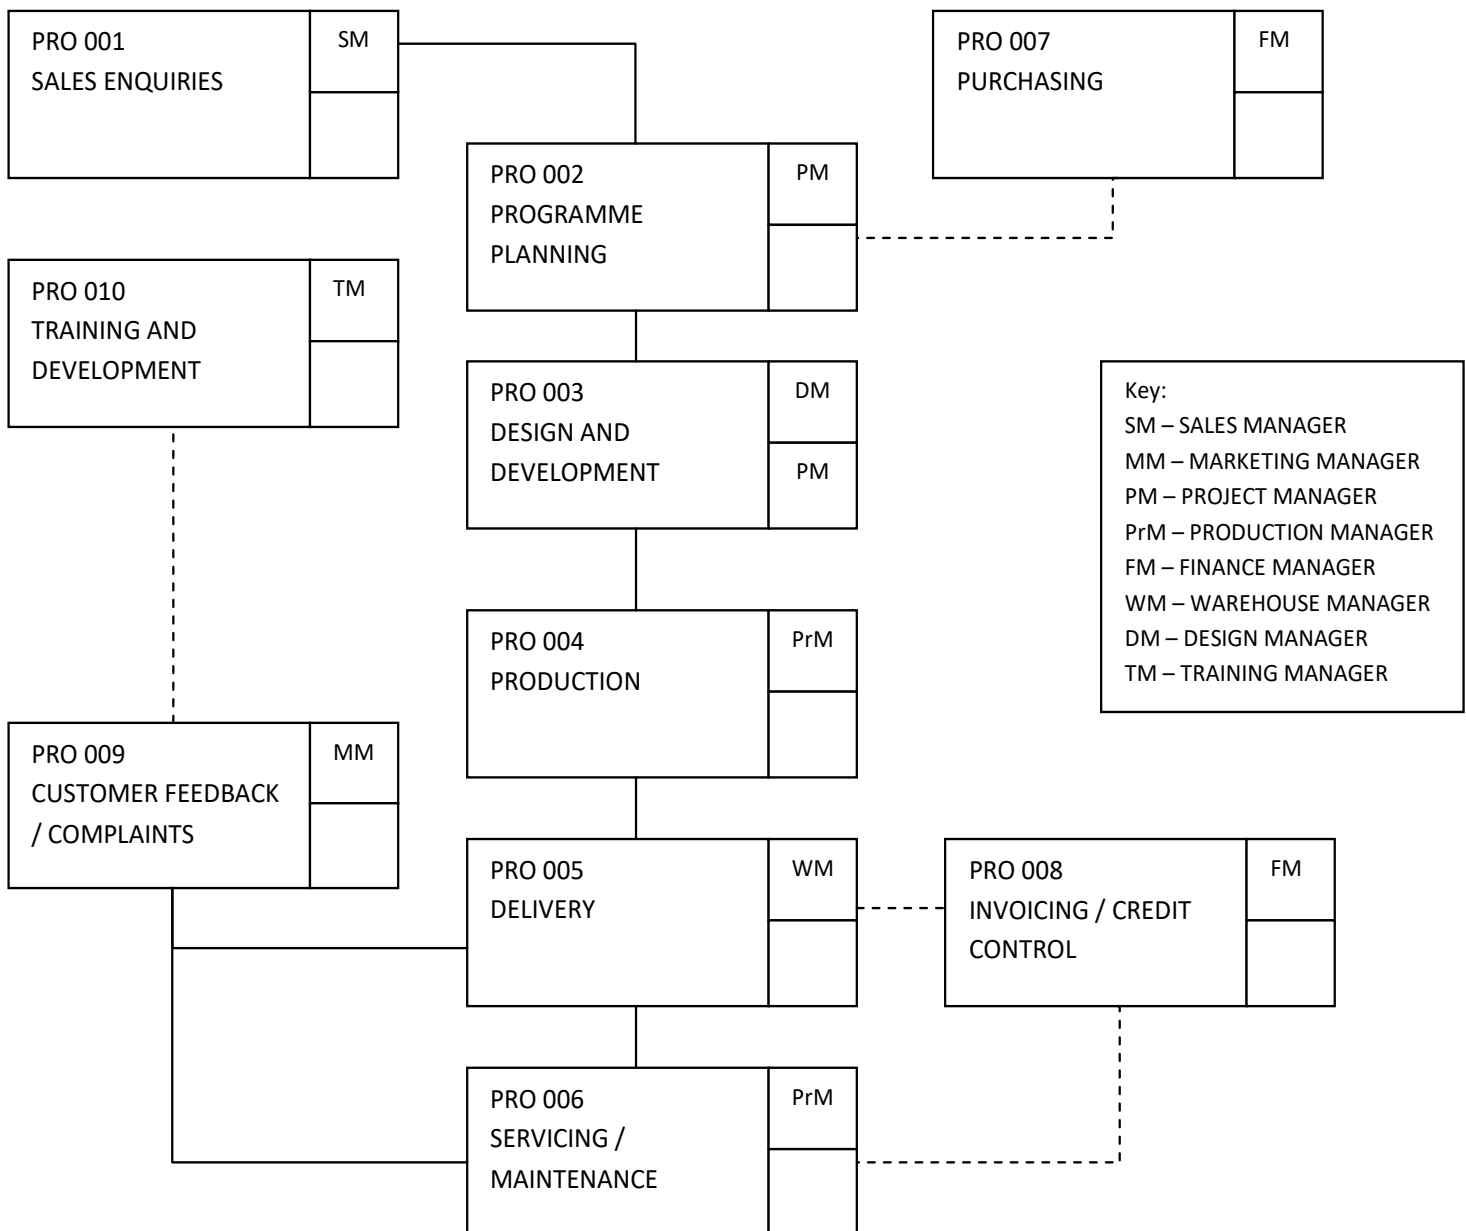 PRO 001
SALES ENQUIRIES
SM
PRO 007
PURCHASING
FM
PRO 002
PROGRAMME
PLANNING
PM
PRO 010
TRAINING AND
DEVELOPMENT
TM
PRO 003
DESIGN AND
DEVELOPMENT
DM
PM
Key:
SM – SALES MANAGER
MM – MARKETING MANAGER
PM – PROJECT MANAGER
PrM – PRODUCTION MANAGER
FM – FINANCE MANAGER
WM – WAREHOUSE MANAGER
DM – DESIGN MANAGER
TM – TRAINING MANAGER
PRO 004
PRODUCTION
PrM
PRO 009
CUSTOMER FEEDBACK
/ COMPLAINTS
MM
PRO 005
DELIVERY
WM
PRO 008
INVOICING / CREDIT
CONTROL
FM
PRO 006
SERVICING /
MAINTENANCE
PrM